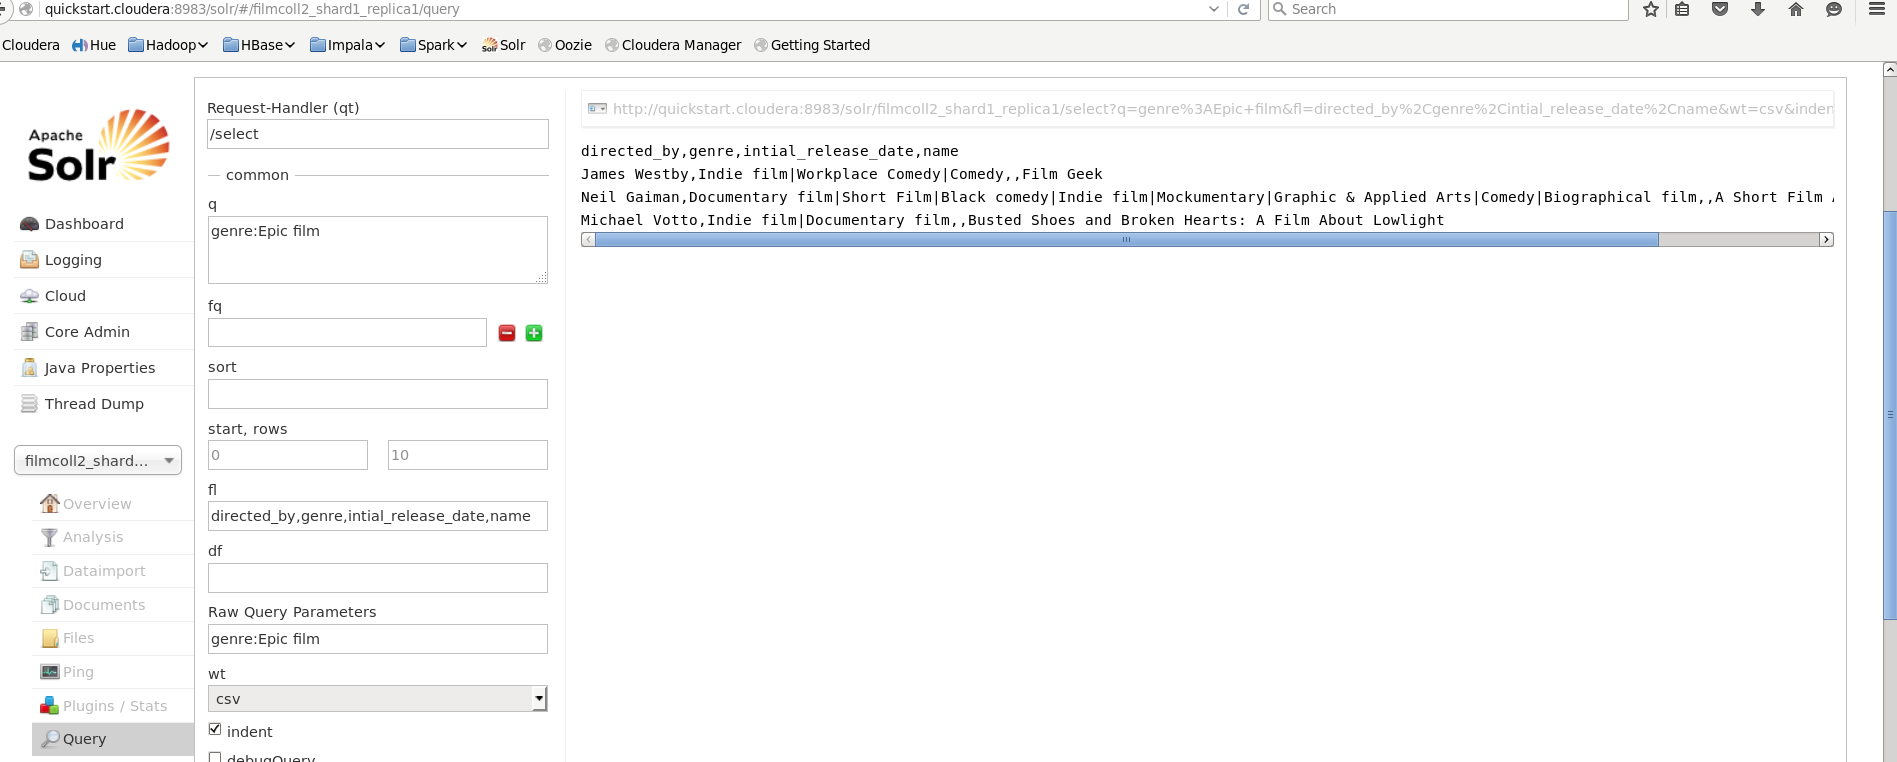 quickstart.cloudera:8983/solr/#/filmcoll2_shard1_replica1/query
Search
Cloudera Hue Hadoop HBase Impala Spark Solr Oozie Cloudera Manager Getting Started
Apache
Solr
Dashboard
Logging
Cloud
Core Admin
Java Properties
Thread Dump
filmcoll2_shard...
Overview
Analysis
Dataimport
Documents
Files
Ping
Plugins / Stats
Query
Request-Handler (qt)
/select
common
q
genre:Epic film
fq
sort
start, rows
0 10
fl
directed_by,genre,intial_release_date,name
df
Raw Query Parameters
genre:Epic film
wt
csv
indent
debugQuery
http://quickstart.cloudera:8983/solr/filmcoll2_shard1_replica1/select?q=genre%3AEpic+film&fl=directed_by%2Cgenre%2Cintial_release_date%2Cname&wt=csv&inden
directed_by,genre,intial_release_date,name
James Westby,Indie film|Workplace Comedy|Comedy,,Film Geek
Neil Gaiman,Documentary film|Short Film|Black comedy|Indie film|Mockumentary|Graphic & Applied Arts|Comedy|Biographical film,,A Short Film
Michael Votto,Indie film|Documentary film,,Busted Shoes and Broken Hearts: A Film About Lowlight